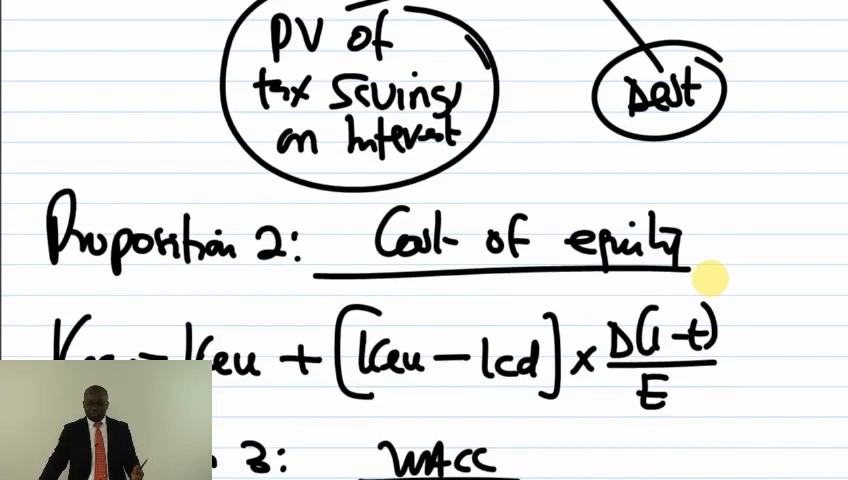 PV of
tax savings
on Interest
Debt
Proposition 2: Cost of equity
Keu + [Keu - kd] × D(1-t)
E
3: WACC